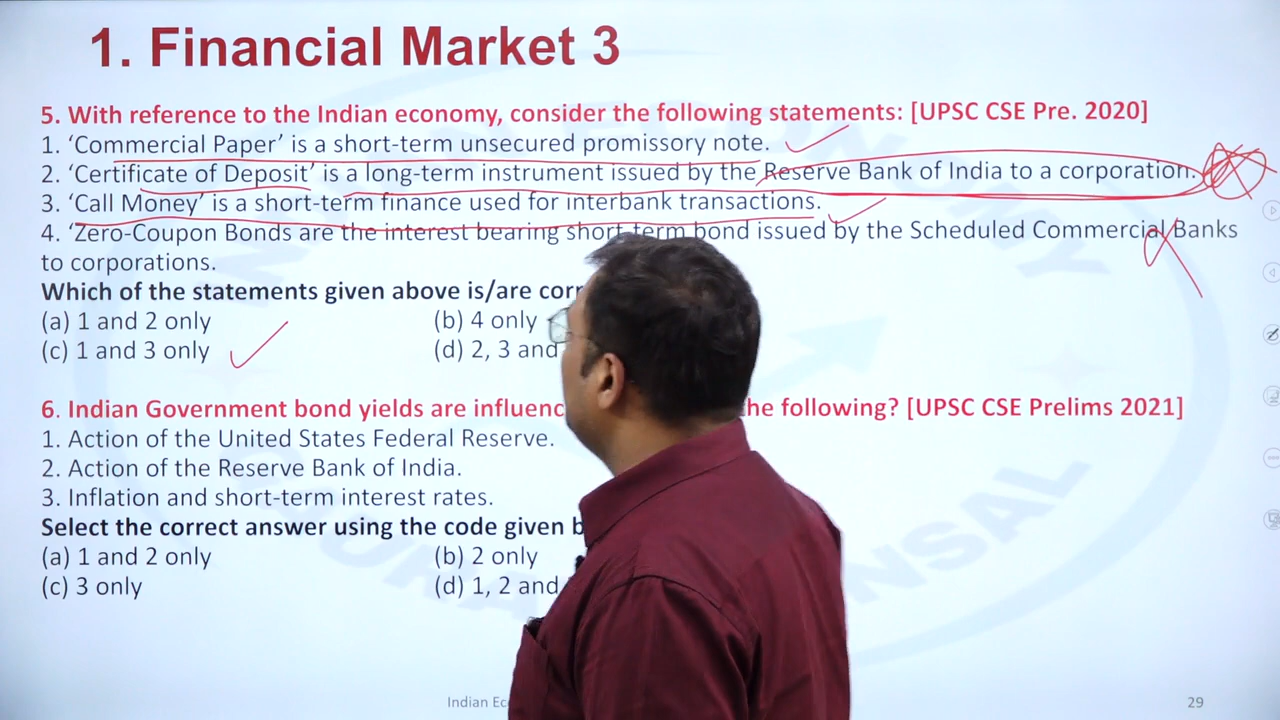 1. Financial Market 3
5. With reference to the Indian economy, consider the following statements: [UPSC CSE Pre. 2020]
1. ‘Commercial Paper’ is a short-term unsecured promissory note.
2. ‘Certificate of Deposit’ is a long-term instrument issued by the Reserve Bank of India to a corporation.
3. ‘Call Money’ is a short-term finance used for interbank transactions.
4. ‘Zero-Coupon Bonds are the interest bearing short-term bond issued by the Scheduled Commercial Banks
to corporations.
Which of the statements given above is/are
(a) 1 and 2 only (b) 4 only
(c) 1 and 3 only (d) 2, 3 and
6. Indian Government bond yields are he following? [UPSC CSE Prelims 2021]
1. Action of the United States Federal Reserve.
2. Action of the Reserve Bank of India.
3. Inflation and short-term interest rates.
Select the correct answer using the code given
(a) 1 and 2 only (b) 2 only
(c) 3 only (d) 1, 2 and
Indian 29